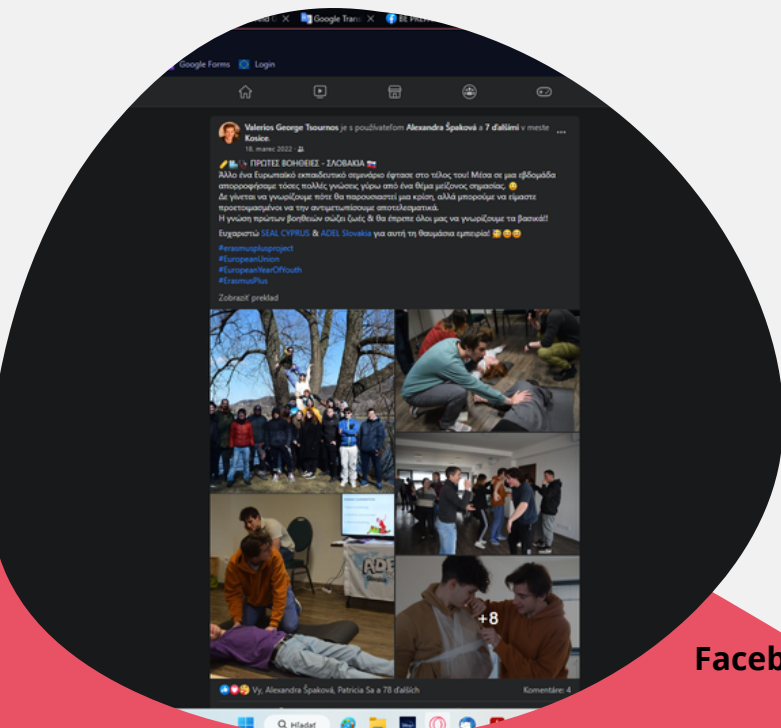 Google Trans
Google Forms Login
Valerios George Tsournos je s používateľom Alexandra Špaková a 7 ďalšími v meste
Kosice.
18. marec 2022 ·
ΠΡΩΤΕΣ ΒΟΗΘΕΙΕΣ - ΣΛΟΒΑΚΙΑ
Άλλο ένα Ευρωπαϊκό εκπαιδευτικό σεμινάριο έφτασε στο τέλος του! Μέσα σε μια εβδομάδα
απορροφήσαμε τόσες πολλές γνώσεις γύρω από ένα θέμα μείζονος σημασίας.
Δε γίνεται να γνωρίζουμε πότε θα παρουσιαστεί μια κρίση, αλλά μπορούμε να είμαστε
προετοιμασμένοι να την αντιμετωπίσουμε αποτελεσματικά.
Η γνώση πρώτων βοηθειών σώζει ζωές & θα έπρεπε όλοι μας να γνωρίζουμε τα βασικά!!
Ευχαριστώ SEAL CYPRUS & ADEL Slovakia για αυτή τη θαυμάσια εμπειρία!
#erasmusplusproject
#EuropeanUnion
#EuropeanYearOfYouth
#ErasmusPlus
Zobraziť preklad
ADEL
+8
Vy, Alexandra Špaková, Patricia Sa a 78 ďalších Komentáre: 4
Hľadať
Faceb